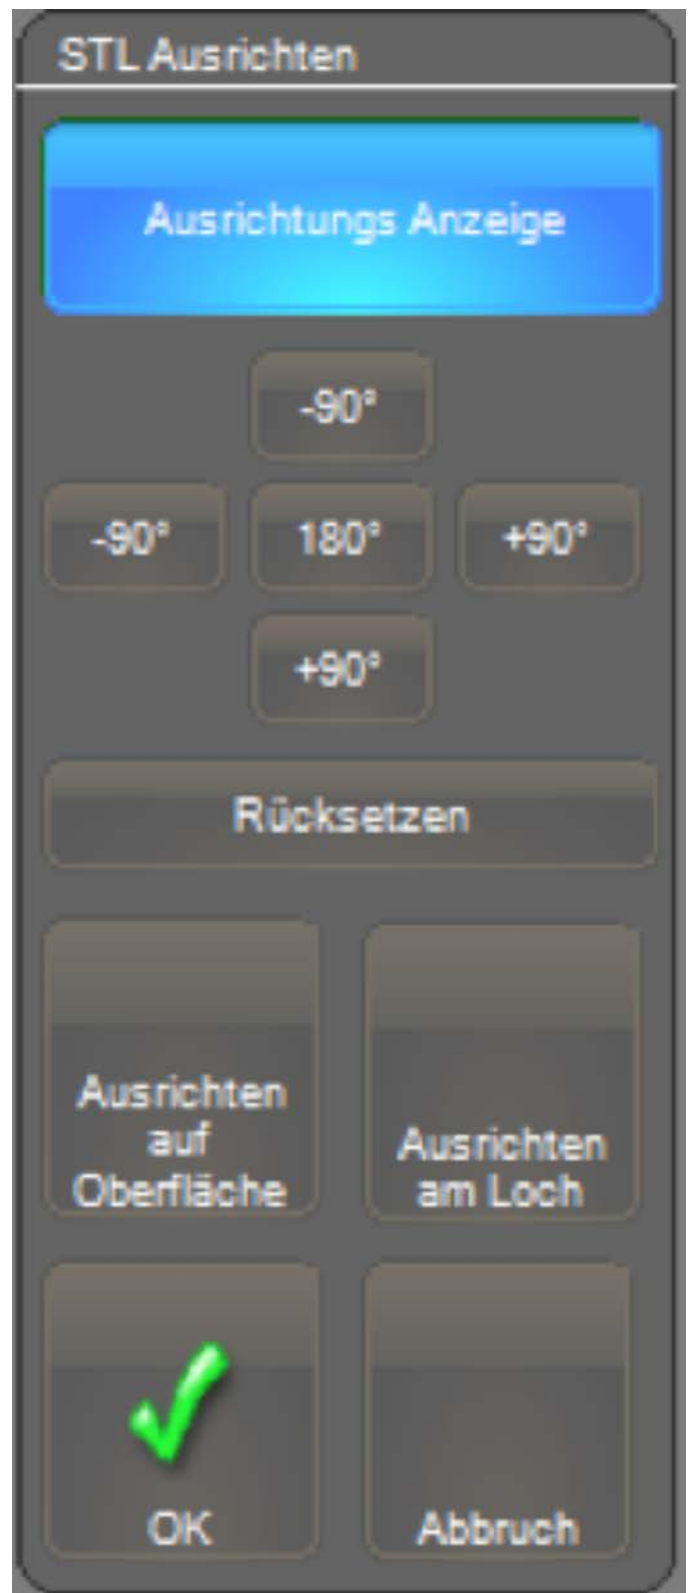 STL Ausrichten
Ausrichtungs Anzeige
-90°
-90° 180° +90°
+90°
Rücksetzen
Ausrichten
auf
Oberfläche
Ausrichten
am Loch
OK
Abbruch